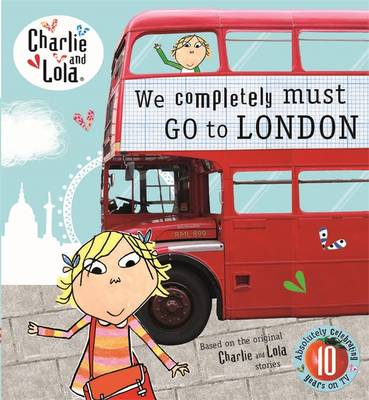 Charlie
and
Lola®
We completely must
GO to LONDON
RML 899
Based on the original
Charlie and Lola
stories
Absolutely celebrating
10
years on TV